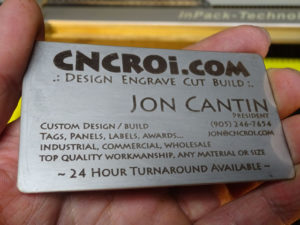 InPack-Techno
CNCROi.com
.: Design Engrave Cut Build :.
Jon Cantin
President
Custom Design / Build (905) 246-7654
Tags, Panels, Labels, Awards... jon@cncroi.com
Industrial, Commercial, Wholesale
Top Quality Workmanship, Any Material or Size
~ 24 Hour Turnaround Available ~